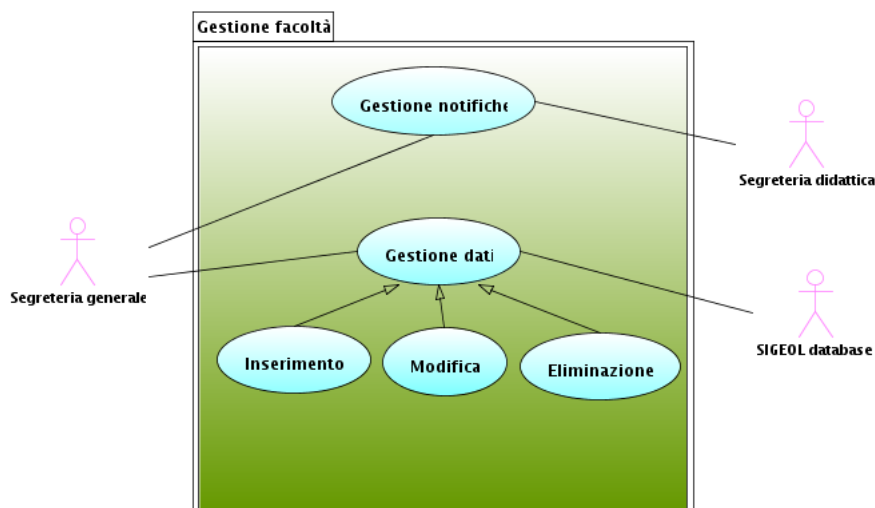 Gestione facoltà
Gestione notifiche
Segreteria didattica
Gestione dati
Segreteria generale
Inserimento
Modifica
Eliminazione
SIGEOL database